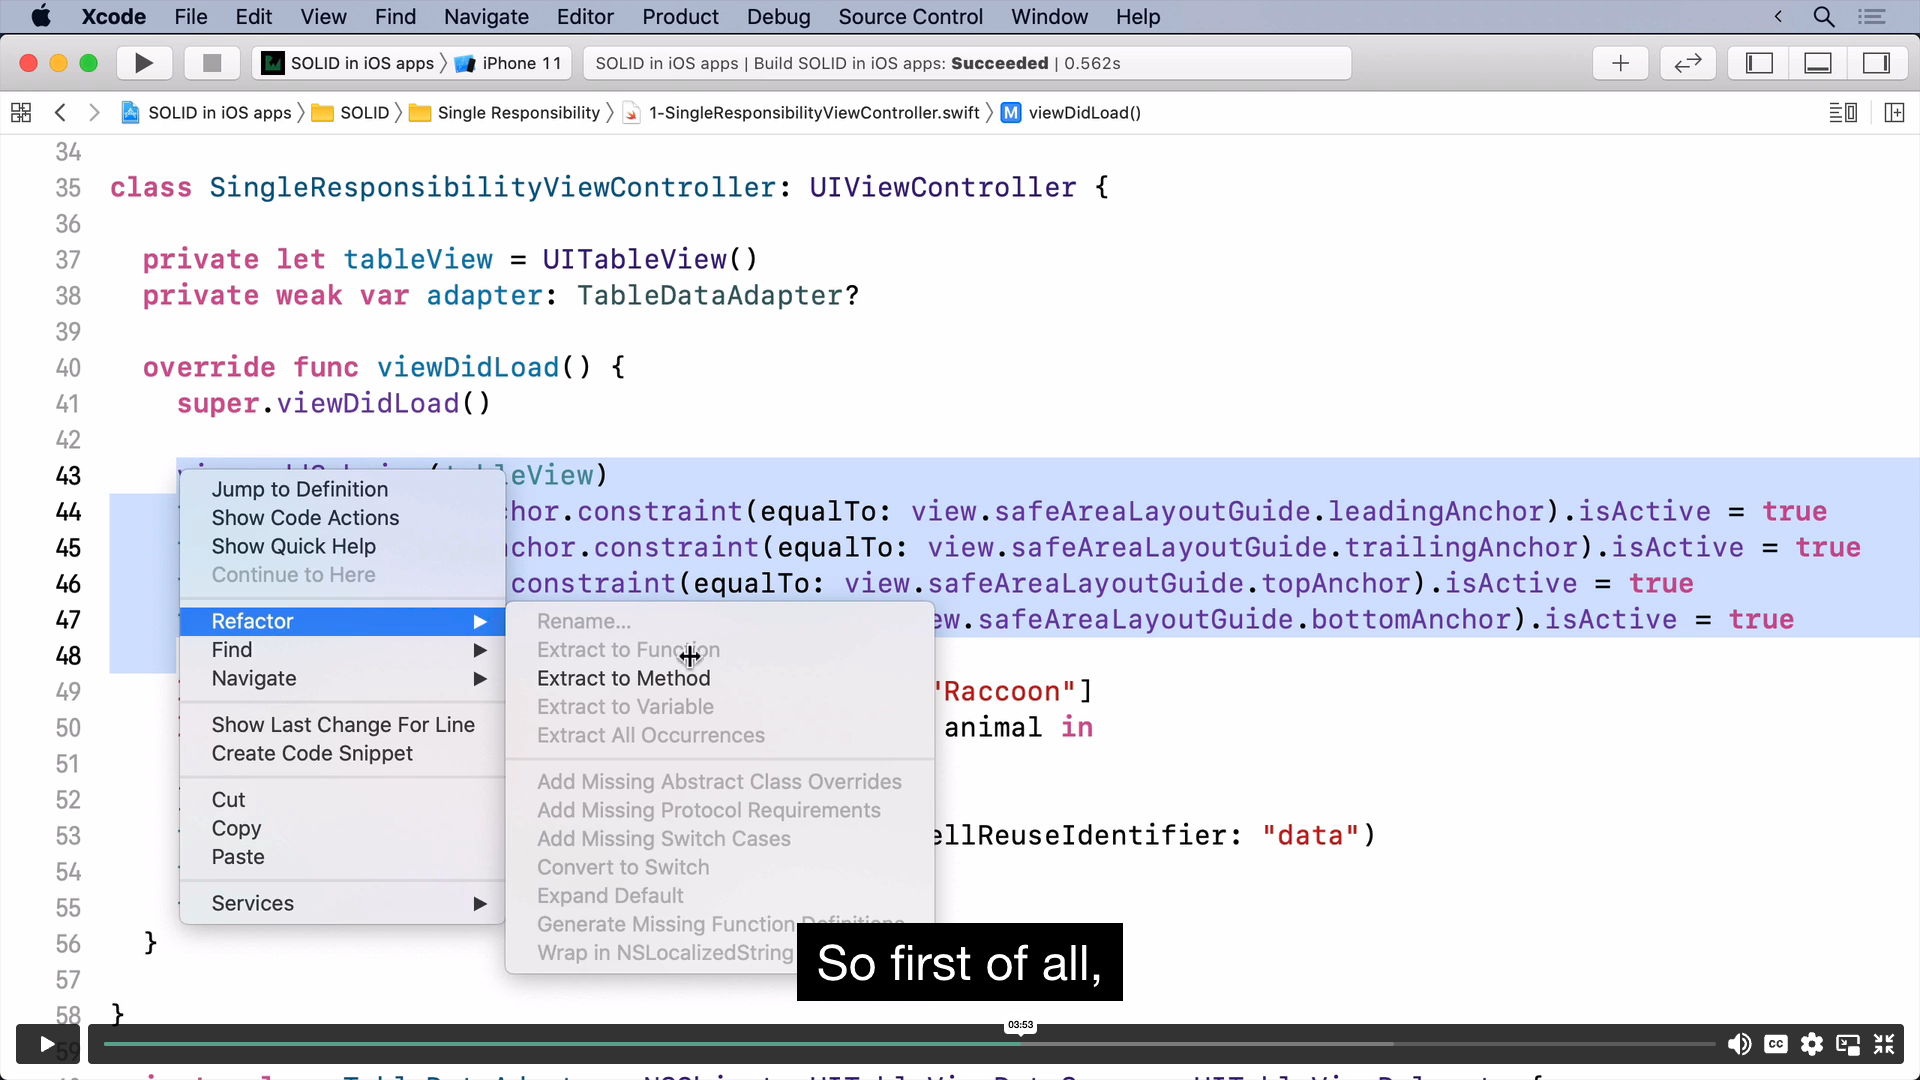 Xcode File Edit View Find Navigate Editor Product Debug Source Control Window Help
SOLID in iOS apps iPhone 11 SOLID in iOS apps | Build SOLID in iOS apps: Succeeded | 0.562s
SOLID in iOS apps SOLID Single Responsibility 1-SingleResponsibilityViewController.swift M viewDidLoad()
34
35 class SingleResponsibilityViewController: UIViewController {
36
37 private let tableView = UITableView()
38 private weak var adapter: TableDataAdapter?
39
40 override func viewDidLoad() {
41 super.viewDidLoad()
42
43 eView)
44 hor.constraint(equalTo: view.safeAreaLayoutGuide.leadingAnchor).isActive = true
45 chor.constraint(equalTo: view.safeAreaLayoutGuide.trailingAnchor).isActive = true
46 constraint(equalTo: view.safeAreaLayoutGuide.topAnchor).isActive = true
47 ew.safeAreaLayoutGuide.bottomAnchor).isActive = true
48
49 "Raccoon"]
50 animal in
51
52
53 ellReuseIdentifier: "data")
54
55
56 }
57
58 }
59
Jump to Definition
Show Code Actions
Show Quick Help
Continue to Here
Refactor
Find
Navigate
Show Last Change For Line
Create Code Snippet
Cut
Copy
Paste
Services
Rename...
Extract to Function
Extract to Method
Extract to Variable
Extract All Occurrences
Add Missing Abstract Class Overrides
Add Missing Protocol Requirements
Add Missing Switch Cases
Convert to Switch
Expand Default
Generate Missing Function Definitions
Wrap in NSLocalizedString
So first of all,
03:53
CC